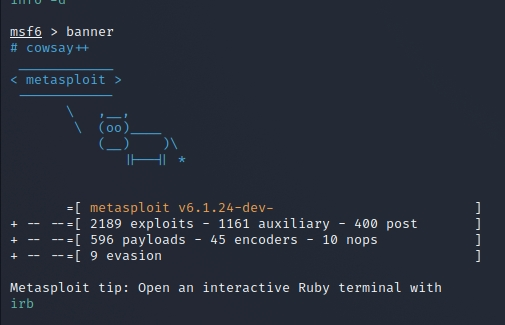 info -d
msf6 > banner
# cowsay++
 ____________
< metasploit >
 ------------
       \   ,__,
        \  (oo)____
           (__)    )\
              ||--|| *
       =[ metasploit v6.1.24-dev-                         ]
+ -- --=[ 2189 exploits - 1161 auxiliary - 400 post       ]
+ -- --=[ 596 payloads - 45 encoders - 10 nops            ]
+ -- --=[ 9 evasion                                       ]
Metasploit tip: Open an interactive Ruby terminal with
irb